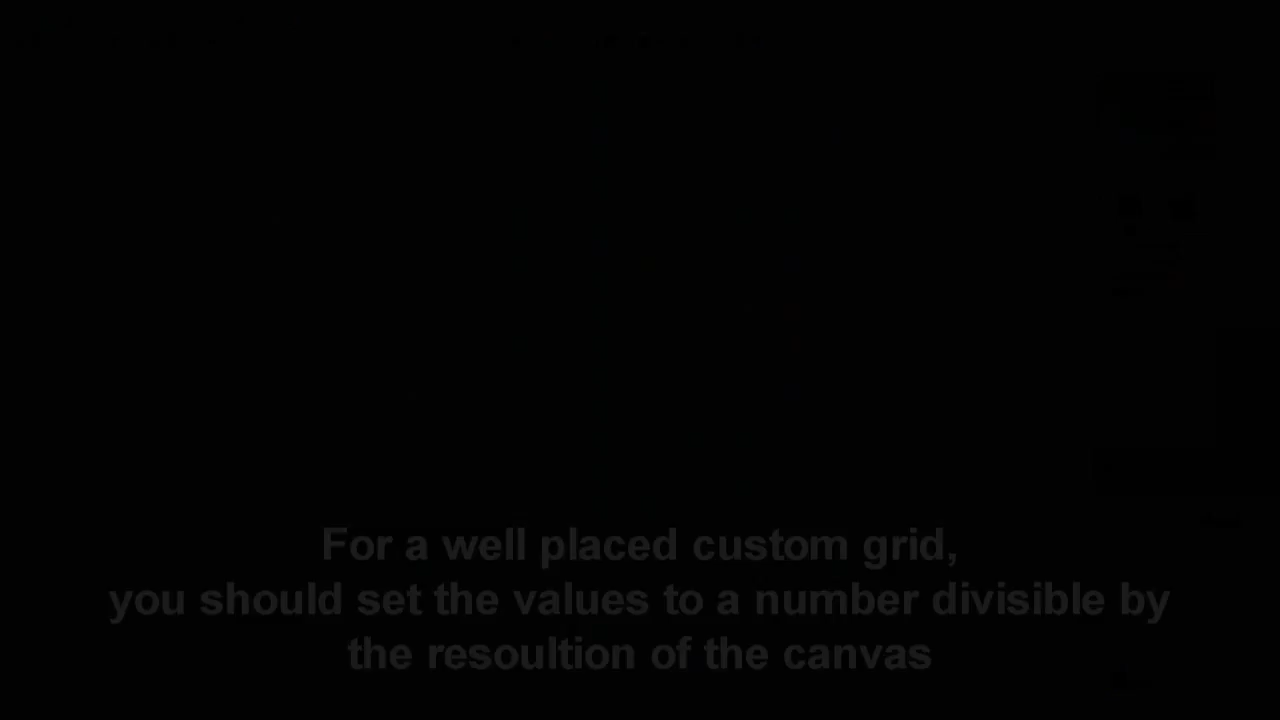 For a well placed custom grid,
you should set the values to a number divisible by
the resoultion of the canvas